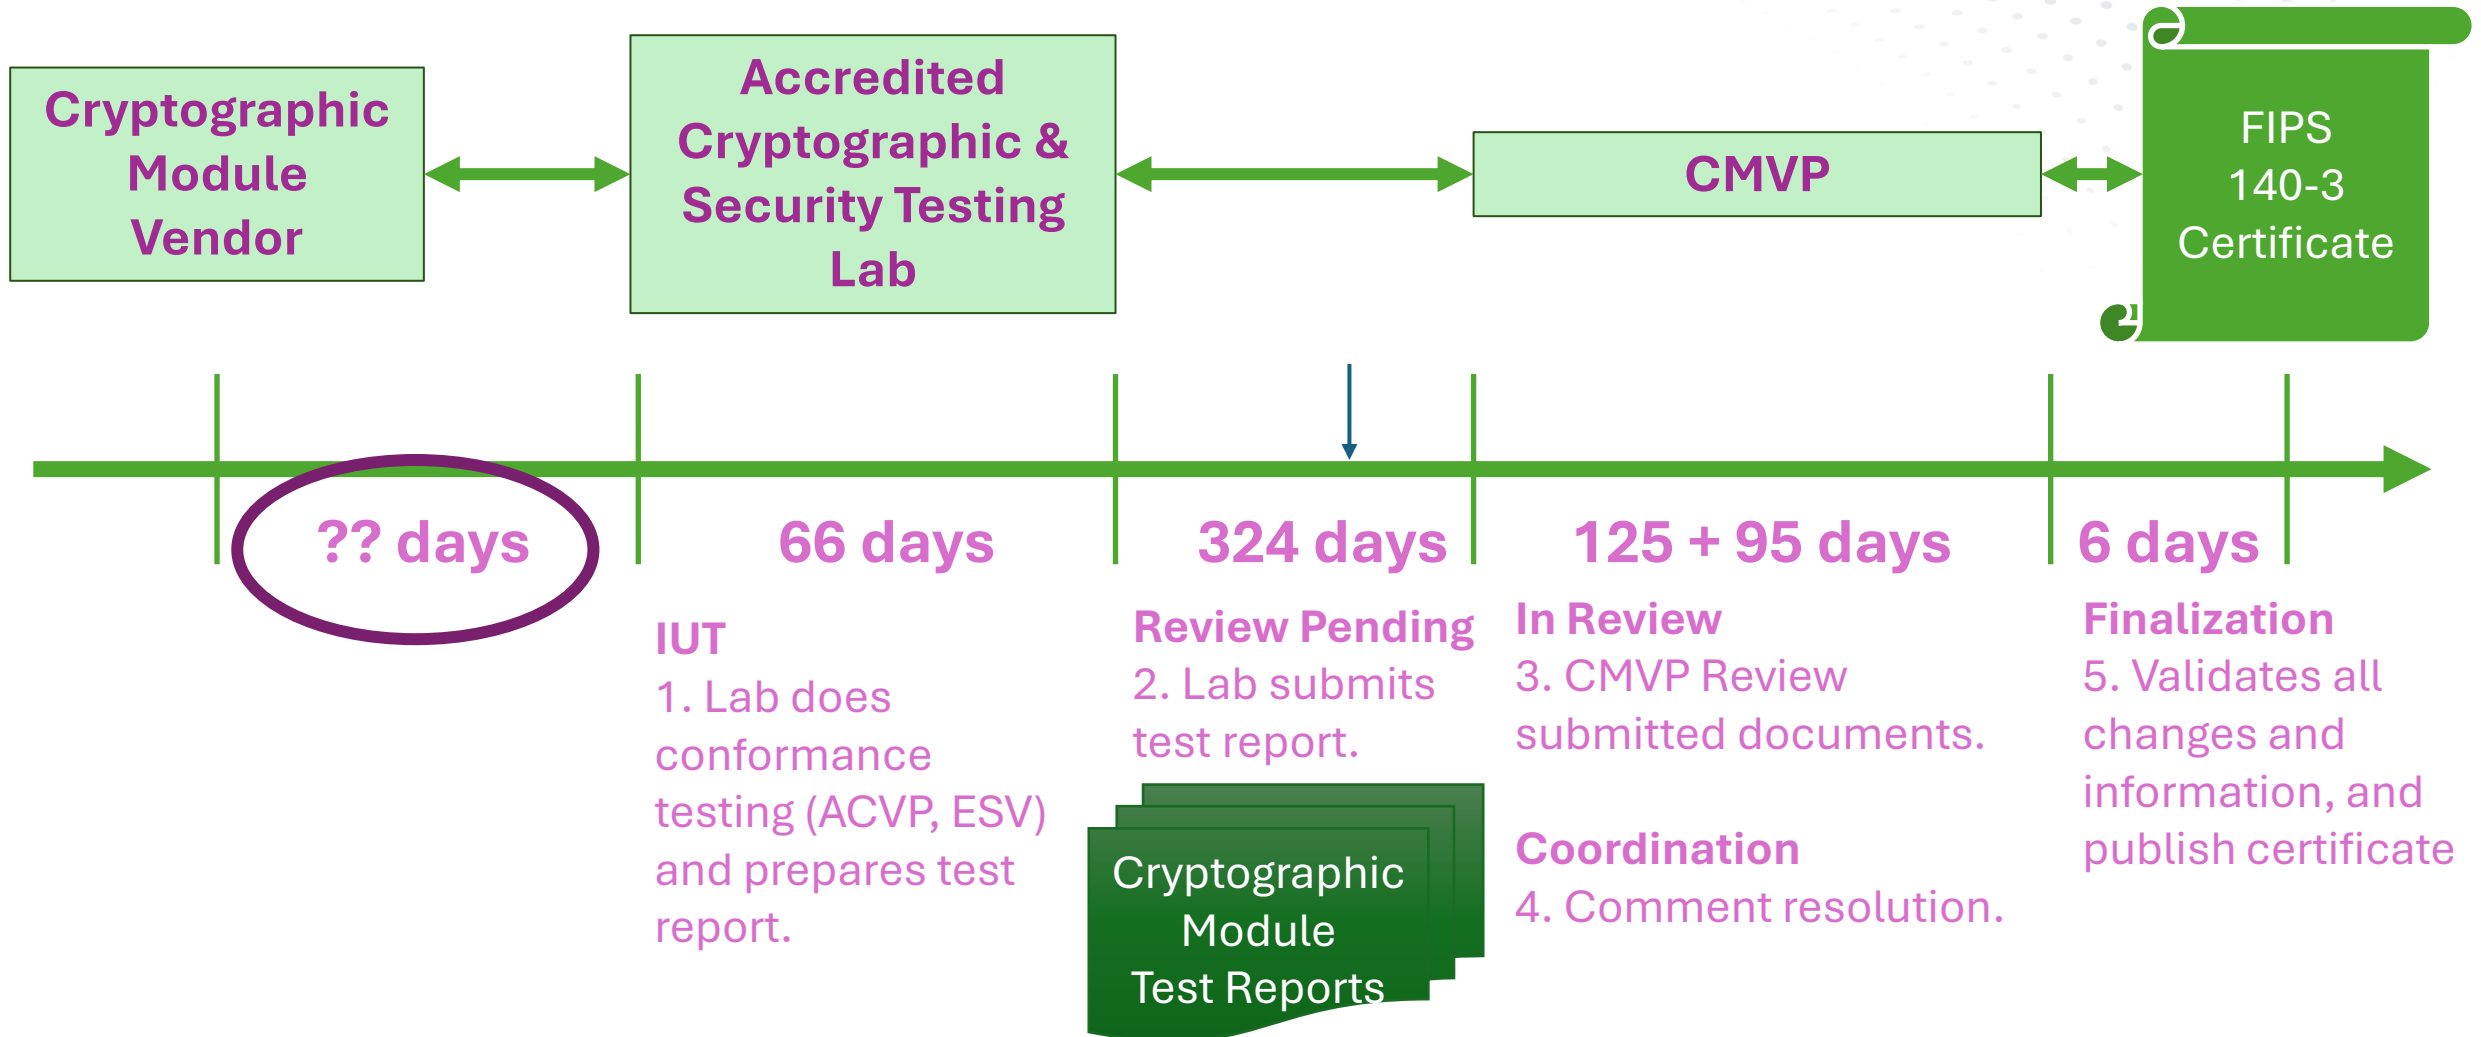 Cryptographic
Module
Vendor
Accredited
Cryptographic &
Security Testing
Lab
CMVP
FIPS
140-3
Certificate
?? days
66 days
324 days
125 + 95 days
6 days
IUT
1. Lab does
conformance
testing (ACVP, ESV)
and prepares test
report.
Review Pending
2. Lab submits
test report.
Cryptographic
Module
Test Reports
In Review
3. CMVP Review
submitted documents.
Coordination
4. Comment resolution.
Finalization
5. Validates all
changes and
information, and
publish certificate